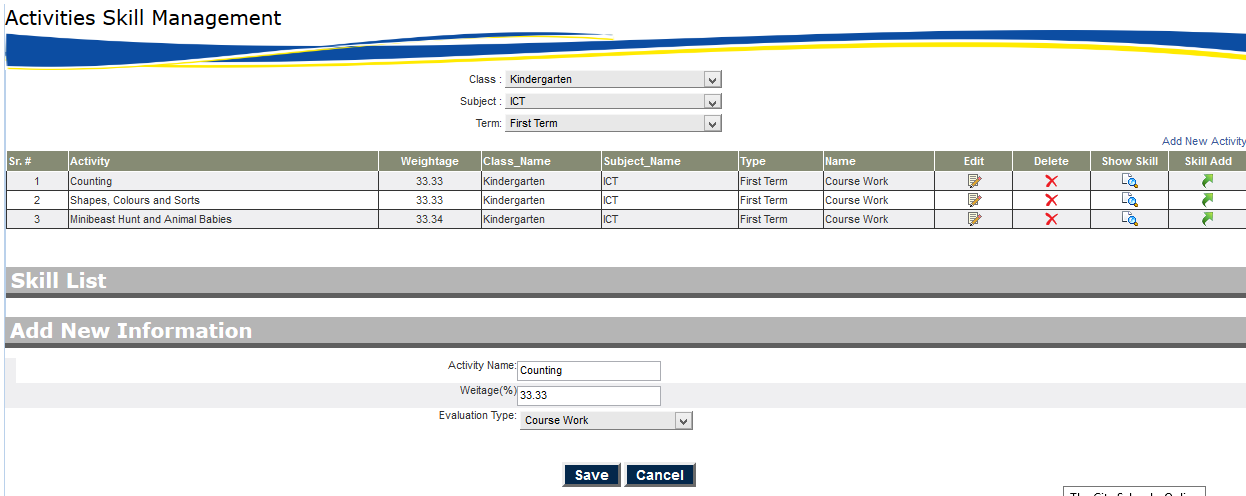 Activities Skill Management
Class : Kindergarten
Subject : ICT
Term: First Term
Add New Activity
Sr. # Activity Weightage Class_Name Subject_Name Type Name Edit Delete Show Skill Skill Add
1 Counting 33.33 Kindergarten ICT First Term Course Work
2 Shapes, Colours and Sorts 33.33 Kindergarten ICT First Term Course Work
3 Minibeast Hunt and Animal Babies 33.34 Kindergarten ICT First Term Course Work
Skill List
Add New Information
Activity Name: Counting
Weitage(%) 33.33
Evaluation Type: Course Work
Save Cancel